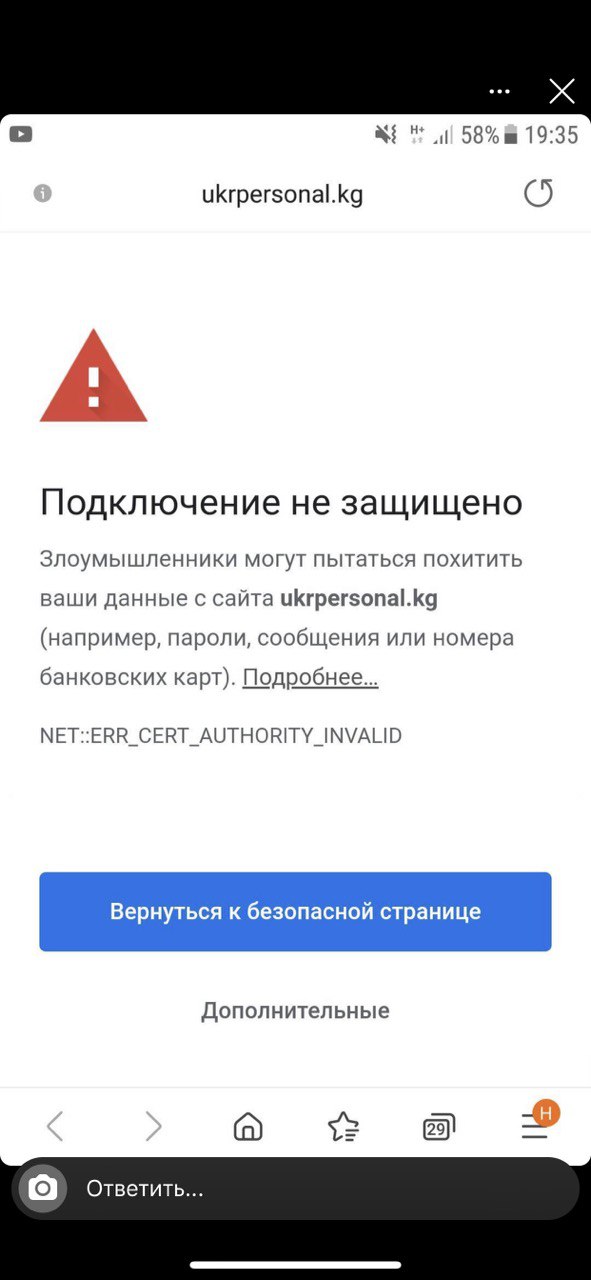 H+ 58% 19:35
ukrpersonal.kg
Подключение не защищено
Злоумышленники могут пытаться похитить
ваши данные с сайта ukrpersonal.kg
(например, пароли, сообщения или номера
банковских карт). Подробнее...
NET::ERR_CERT_AUTHORITY_INVALID
Вернуться к безопасной странице
Дополнительные
29
Н
Ответить...